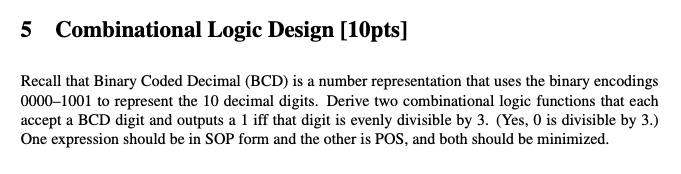 5 Combinational Logic Design [10pts]
Recall that Binary Coded Decimal (BCD) is a number representation that uses the binary encodings
0000–1001 to represent the 10 decimal digits. Derive two combinational logic functions that each
accept a BCD digit and outputs a 1 iff that digit is evenly divisible by 3. (Yes, 0 is divisible by 3.)
One expression should be in SOP form and the other is POS, and both should be minimized.